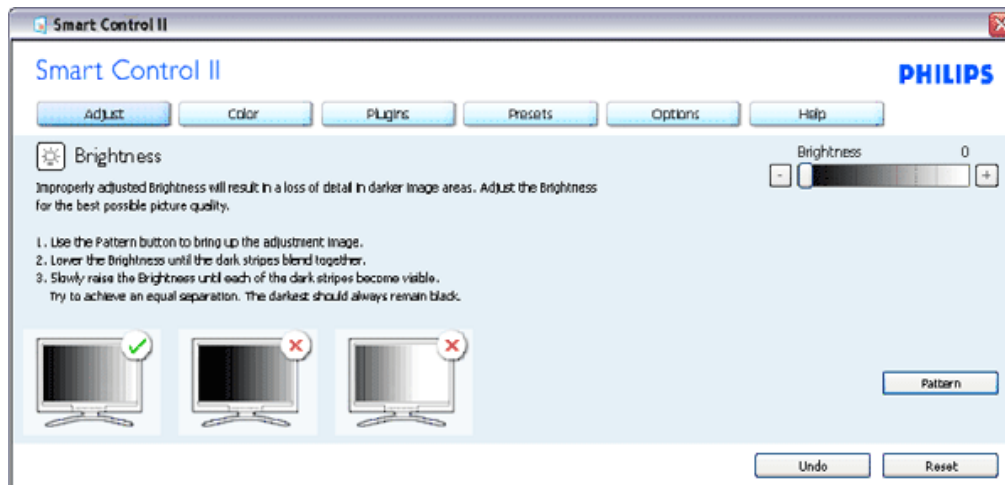 Smart Control II
Smart Control II
PHILIPS
Adjust Color Plugins Presets Options Help
Brightness
Brightness 0
- +
Improperly adjusted Brightness will result in a loss of detail in darker image areas. Adjust the Brightness
for the best possible picture quality.
1. Use the Pattern button to bring up the adjustment image.
2. Lower the Brightness until the dark stripes blend together.
3. Slowly raise the Brightness until each of the dark stripes become visible.
Try to achieve an equal separation. The darkest should always remain black.
Pattern
Undo Reset